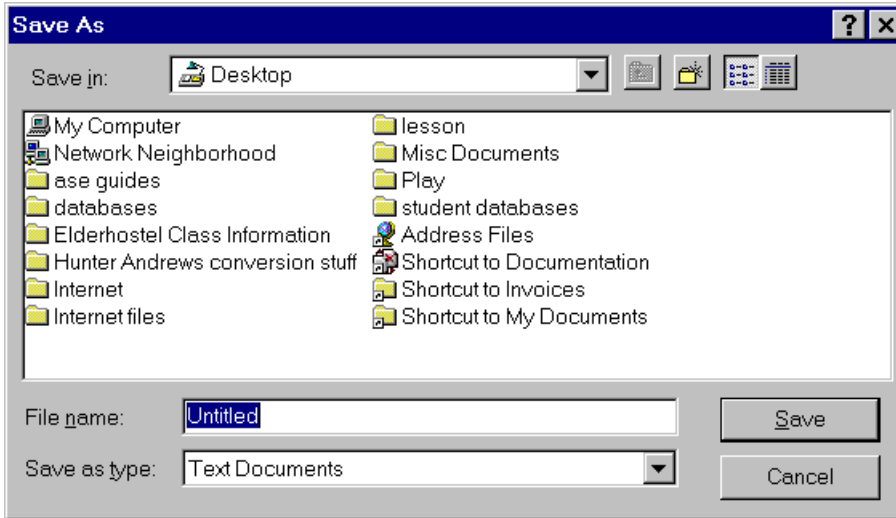 Save As
Save in: Desktop
My Computer
Network Neighborhood
ase guides
databases
Elderhostel Class Information
Hunter Andrews conversion stuff
Internet
Internet files
lesson
Misc Documents
Play
student databases
Address Files
Shortcut to Documentation
Shortcut to Invoices
Shortcut to My Documents
File name: Untitled
Save
Save as type: Text Documents
Cancel